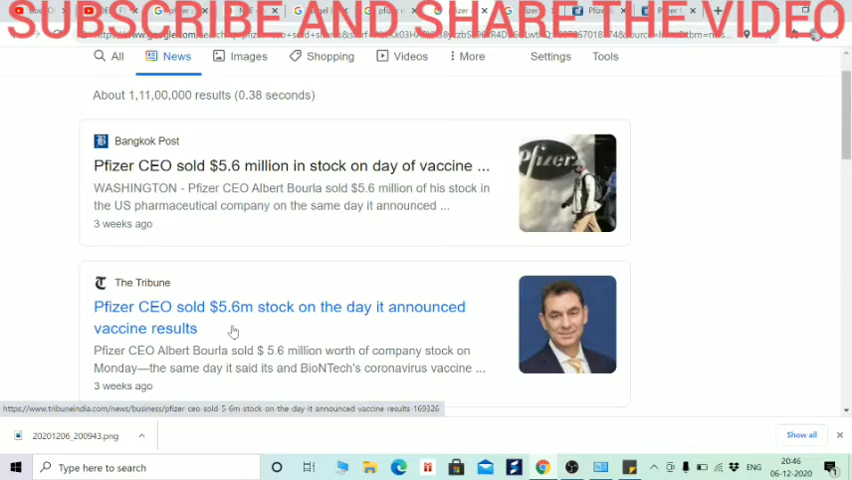 SUBSCRIBE AND SHARE THE VIDEO
All News Images Shopping Videos More Settings Tools
About 1,11,00,000 results (0.38 seconds)
Bangkok Post
Pfizer CEO sold $5.6 million in stock on day of vaccine ...
WASHINGTON - Pfizer CEO Albert Bourla sold $5.6 million of his stock in
the US pharmaceutical company on the same day it announced ...
3 weeks ago
Pfizer
The Tribune
Pfizer CEO sold $5.6m stock on the day it announced
vaccine results
Pfizer CEO Albert Bourla sold $ 5.6 million worth of company stock on
Monday—the same day it said its and BioNTech's coronavirus vaccine ...
3 weeks ago
https://www.tribuneindia.com/news/business/pfizer-ceo-sold-5-6m-stock-on-the-day-it-announced-vaccine-results-169326
20201206_200943.png
Show all
Type here to search
ENG
20:46
06-12-2020